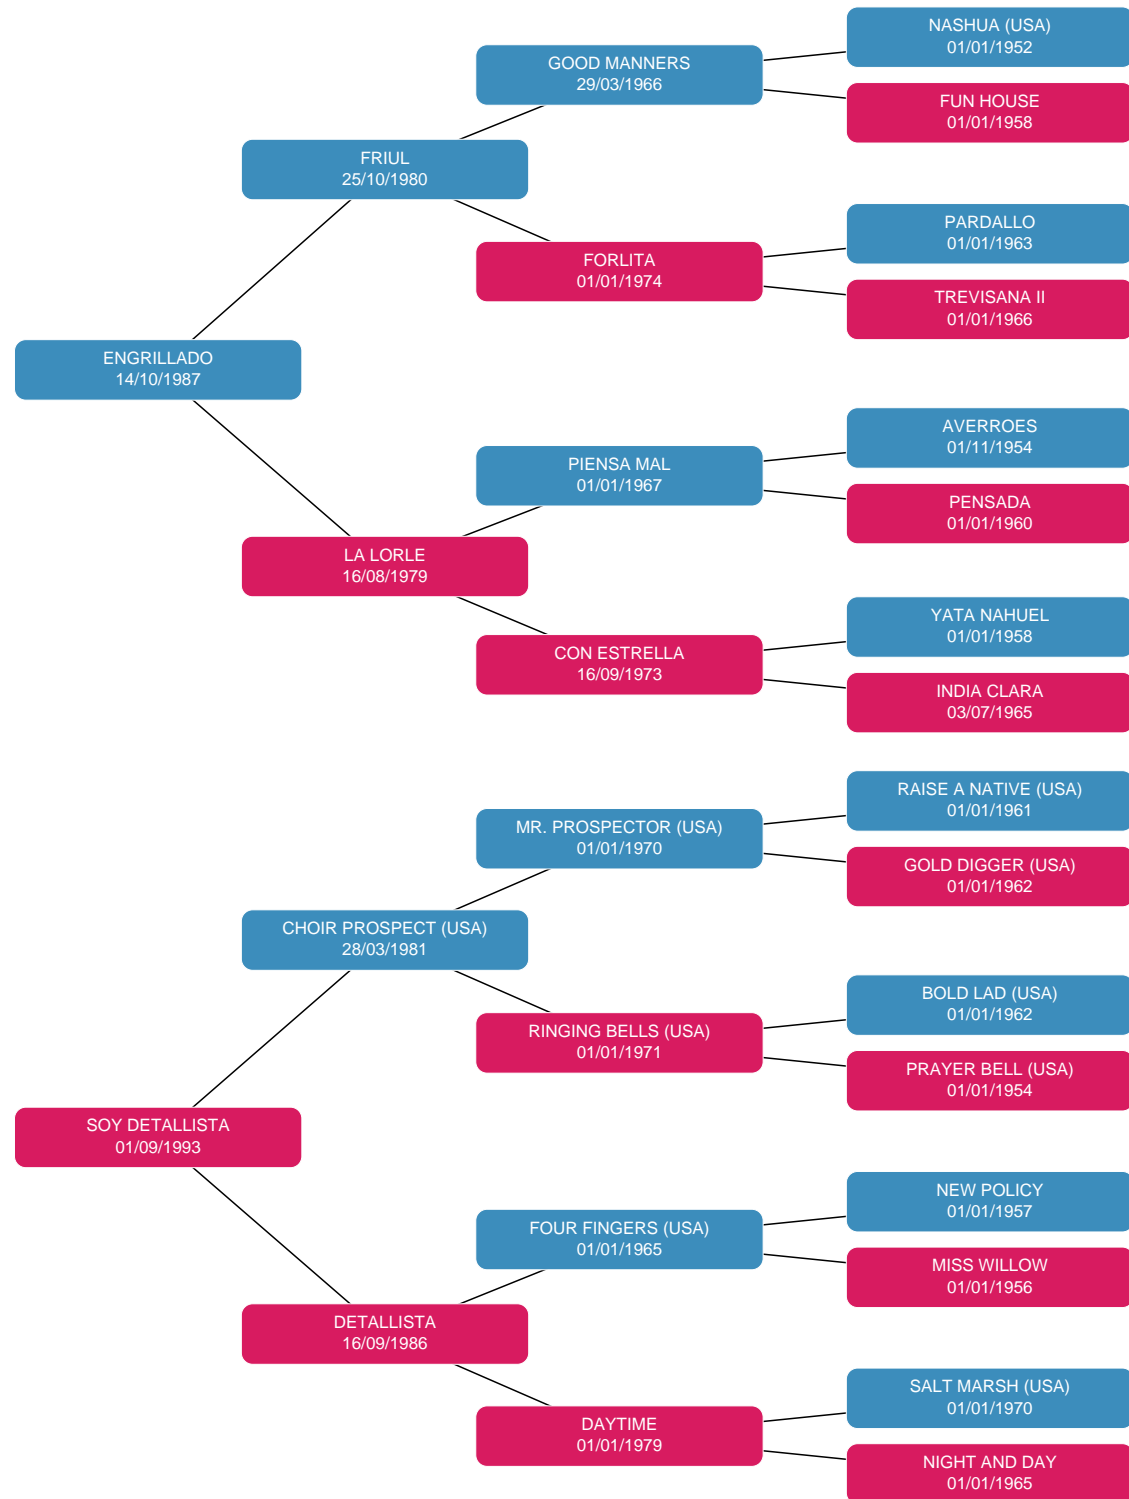 NASHUA (USA)
01/01/1952
GOOD MANNERS
29/03/1966
FUN HOUSE
01/01/1958
FRIUL
25/10/1980
PARDALLO
01/01/1963
FORLITA
01/01/1974
TREVISANA II
01/01/1966
ENGRILLADO
14/10/1987
AVERROES
01/11/1954
PIENSA MAL
01/01/1967
PENSADA
01/01/1960
LA LORLE
16/08/1979
YATA NAHUEL
01/01/1958
CON ESTRELLA
16/09/1973
INDIA CLARA
03/07/1965
RAISE A NATIVE (USA)
01/01/1961
MR. PROSPECTOR (USA)
01/01/1970
GOLD DIGGER (USA)
01/01/1962
CHOIR PROSPECT (USA)
28/03/1981
BOLD LAD (USA)
01/01/1962
RINGING BELLS (USA)
01/01/1971
PRAYER BELL (USA)
01/01/1954
SOY DETALLISTA
01/09/1993
NEW POLICY
01/01/1957
FOUR FINGERS (USA)
01/01/1965
MISS WILLOW
01/01/1956
DETALLISTA
16/09/1986
SALT MARSH (USA)
01/01/1970
DAYTIME
01/01/1979
NIGHT AND DAY
01/01/1965